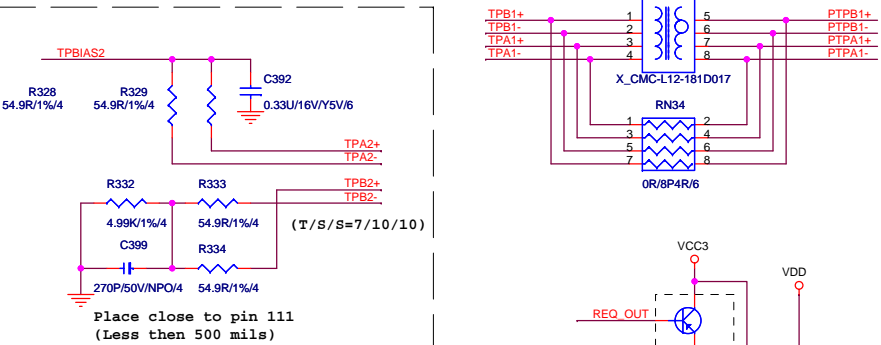 TPBIAS2
R328
54.9R/1%/4
R329
54.9R/1%/4
C392
0.33U/16V/Y5V/6
TPA2+
TPA2-
TPB2+
TPB2-
R332
4.99K/1%/4
R333
54.9R/1%/4
(T/S/S=7/10/10)
C399
270P/50V/NPO/4
R334
54.9R/1%/4
Place close to pin 111
(Less then 500 mils)
TPB1+
TPB1-
TPA1+
TPA1-
1
2
3
4
5
6
7
8
PTPB1+
PTPB1-
PTPA1+
PTPA1-
X_CMC-L12-181D017
RN34
1
3
5
7
2
4
6
8
0R/8P4R/6
VCC3
VDD
REQ_OUT